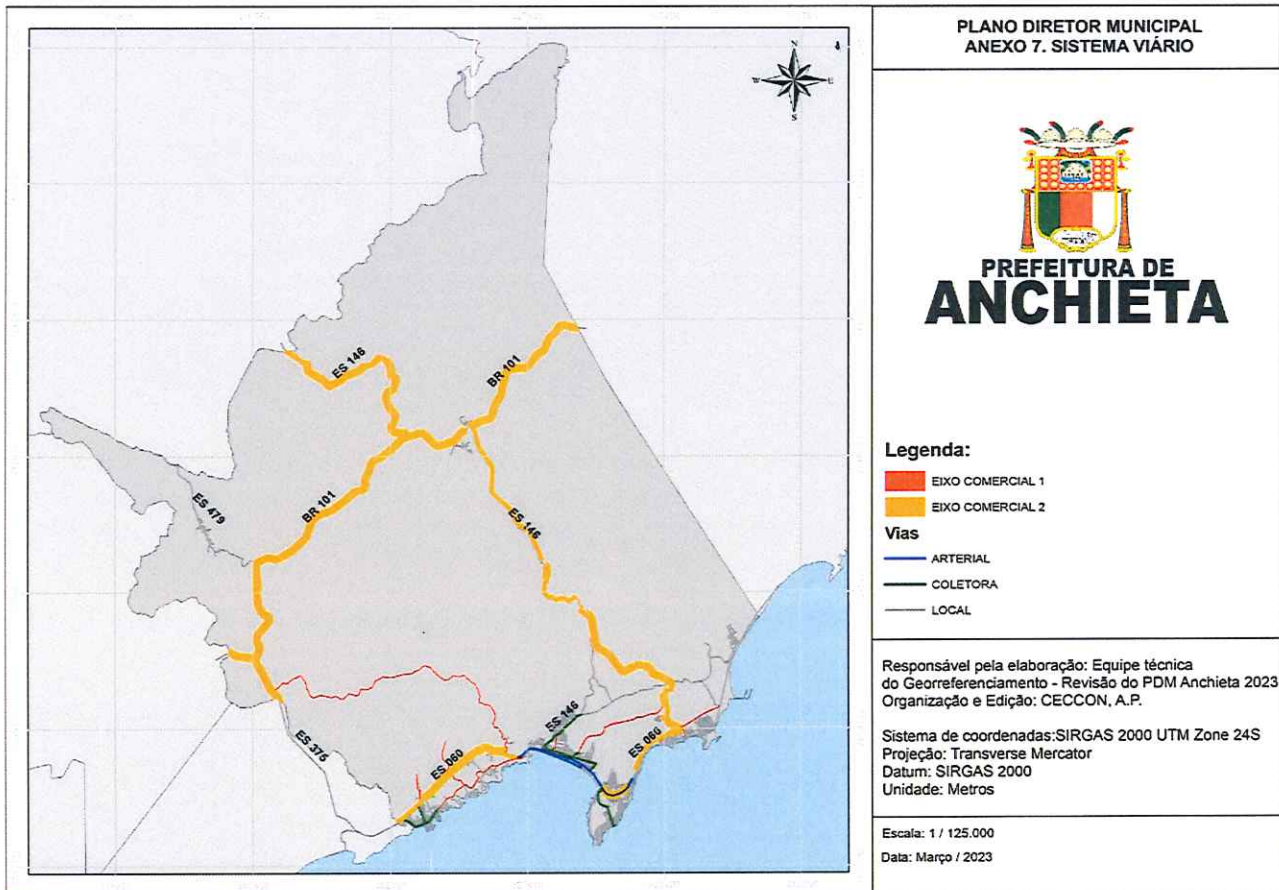 PLANO DIRETOR MUNICIPAL
ANEXO 7. SISTEMA VIÁRIO
PREFEITURA DE
ANCHIETA
Legenda:
EIXO COMERCIAL 1
EIXO COMERCIAL 2
Vias
ARTERIAL
COLETORA
LOCAL
Responsável pela elaboração: Equipe técnica
do Georreferenciamento - Revisão do PDM Anchieta 2023
Organização e Edição: CECCON, A.P.
Sistema de coordenadas:SIRGAS 2000 UTM Zone 24S
Projeção: Transverse Mercator
Datum: SIRGAS 2000
Unidade: Metros
Escala: 1 / 125.000
Data: Março / 2023
N
W
E
S
ES 146
BR 101
ES 479
BR 101
ES 146
ES 375
ES 060
ES 146
ES 060